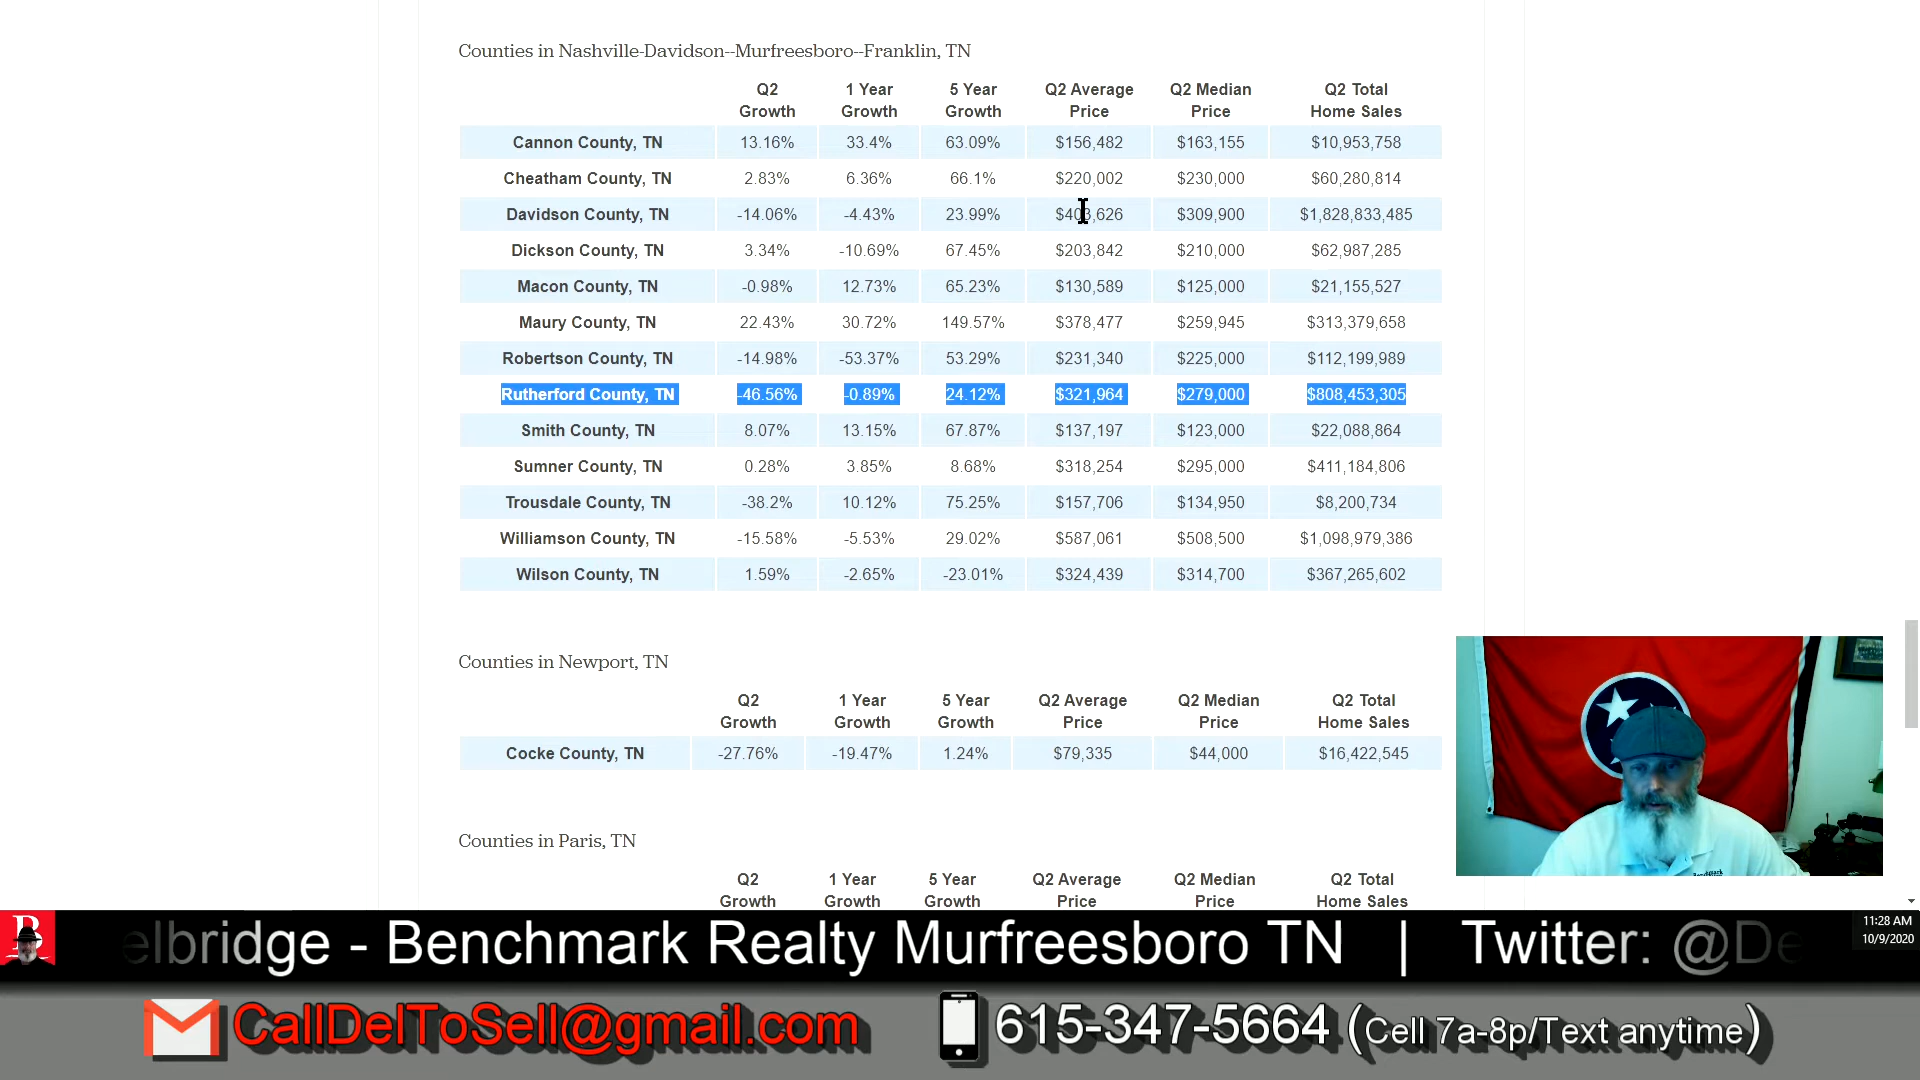 Counties in Nashville-Davidson--Murfreesboro--Franklin, TN
Q2 Growth 1 Year Growth 5 Year Growth Q2 Average Price Q2 Median Price Q2 Total Home Sales
Cannon County, TN 13.16% 33.4% 63.09% $156,482 $163,155 $10,953,758
Cheatham County, TN 2.83% 6.36% 66.1% $220,002 $230,000 $60,280,814
Davidson County, TN -14.06% -4.43% 23.99% $403,626 $309,900 $1,828,833,485
Dickson County, TN 3.34% -10.69% 67.45% $203,842 $210,000 $62,987,285
Macon County, TN -0.98% 12.73% 65.23% $130,589 $125,000 $21,155,527
Maury County, TN 22.43% 30.72% 149.57% $378,477 $259,945 $313,379,658
Robertson County, TN -14.98% -53.37% 53.29% $231,340 $225,000 $112,199,989
Rutherford County, TN -46.56% -0.89% 24.12% $321,964 $279,000 $808,453,305
Smith County, TN 8.07% 13.15% 67.87% $137,197 $123,000 $22,088,864
Sumner County, TN 0.28% 3.85% 8.68% $318,254 $295,000 $411,184,806
Trousdale County, TN -38.2% 10.12% 75.25% $157,706 $134,950 $8,200,734
Williamson County, TN -15.58% -5.53% 29.02% $587,061 $508,500 $1,098,979,386
Wilson County, TN 1.59% -2.65% -23.01% $324,439 $314,700 $367,265,602
Counties in Newport, TN
Q2 Growth 1 Year Growth 5 Year Growth Q2 Average Price Q2 Median Price Q2 Total Home Sales
Cocke County, TN -27.76% -19.47% 1.24% $79,335 $44,000 $16,422,545
Counties in Paris, TN
Q2 Growth 1 Year Growth 5 Year Growth Q2 Average Price Q2 Median Price Q2 Total Home Sales
11:28 AM
10/9/2020
B
elbridge - Benchmark Realty Murfreesboro TN | Twitter: @De
CallDelToSell@gmail.com 615-347-5664 (Cell 7a-8p/Text anytime)